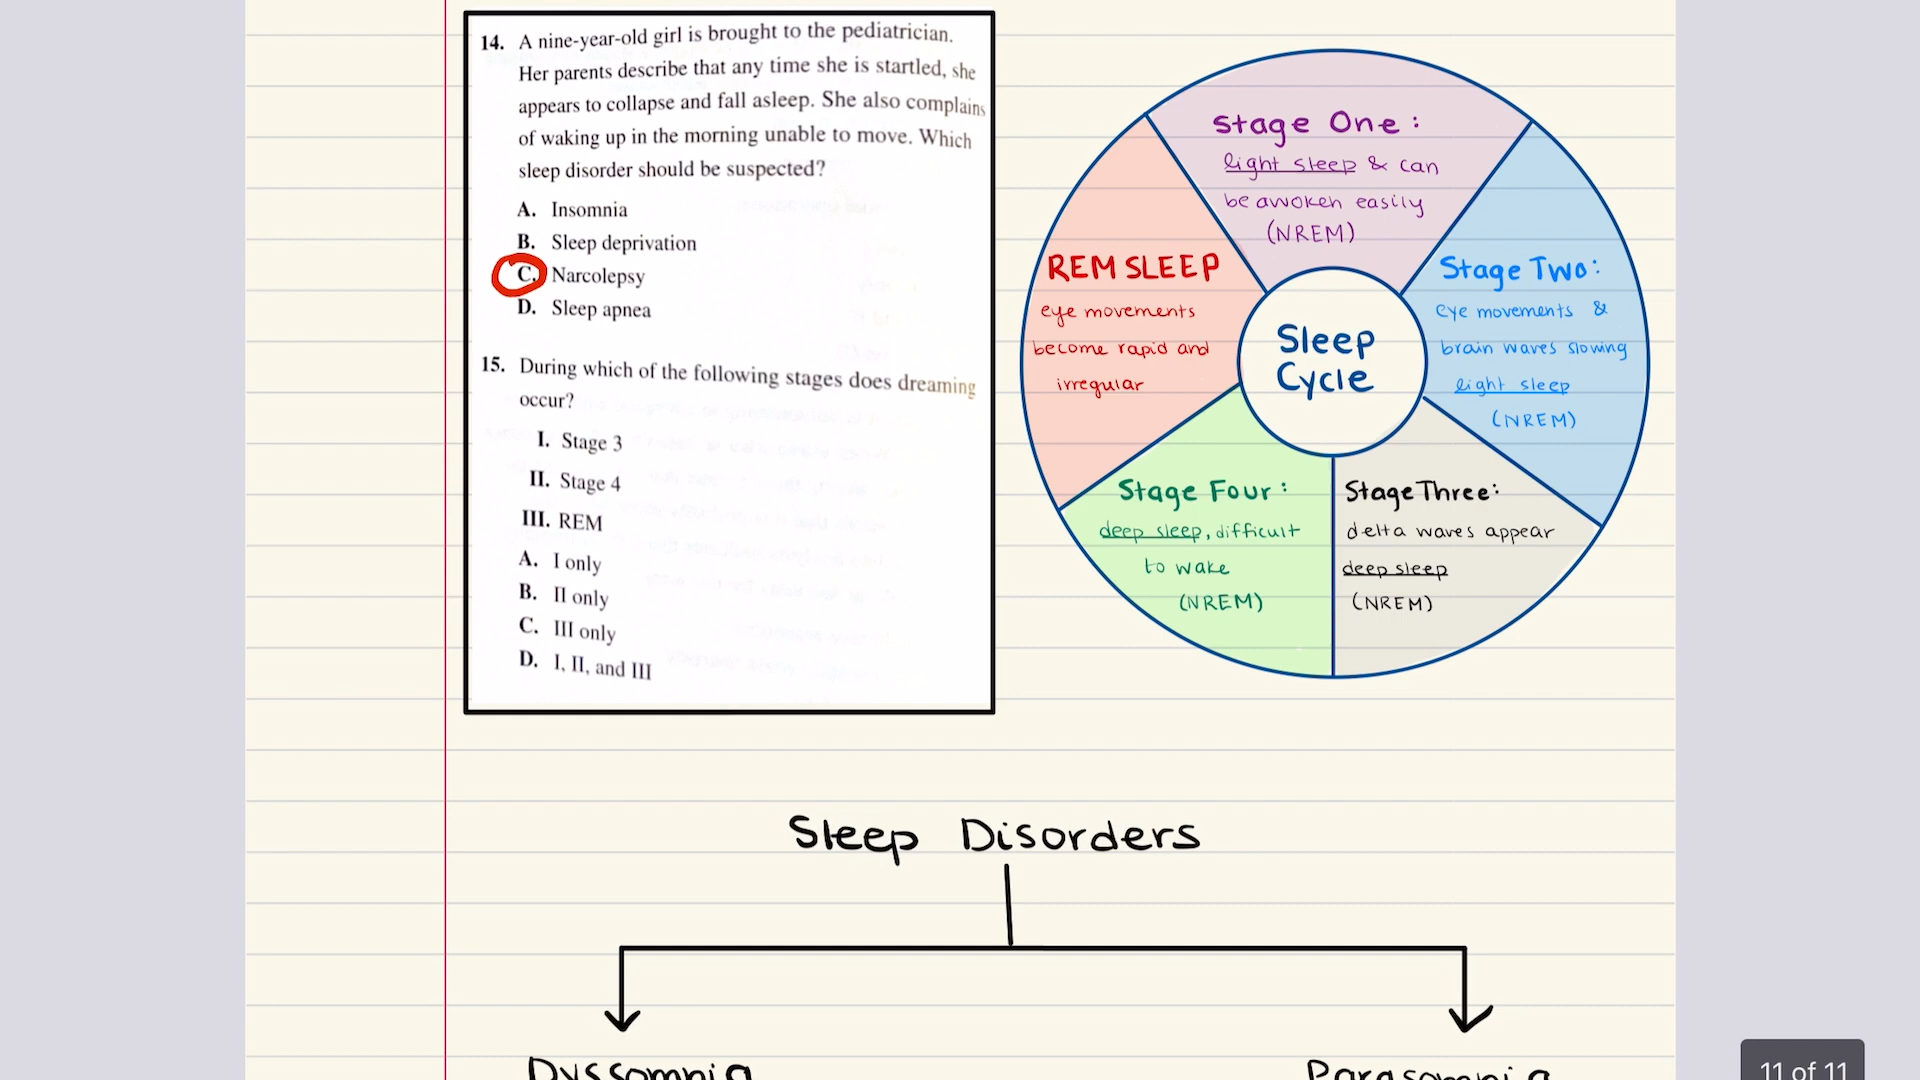 14. A nine-year-old girl is brought to the pediatrician.
Her parents describe that any time she is startled, she
appears to collapse and fall asleep. She also complains
of waking up in the morning unable to move. Which
sleep disorder should be suspected?
A. Insomnia
B. Sleep deprivation
C. Narcolepsy
D. Sleep apnea
15. During which of the following stages does dreaming
occur?
I. Stage 3
II. Stage 4
III. REM
A. I only
B. II only
C. III only
D. I, II, and III
Stage One:
light sleep & can
be awoken easily
(NREM)
Stage Two:
eye movements &
brain waves slowing
light sleep
(NREM)
Stage Three:
delta waves appear
deep sleep
(NREM)
Stage Four:
deep sleep, difficult
to wake
(NREM)
REM SLEEP
eye movements
become rapid and
irregular
Sleep
Cycle
Sleep Disorders
Dyssomnia
Parasomnia
11 of 11